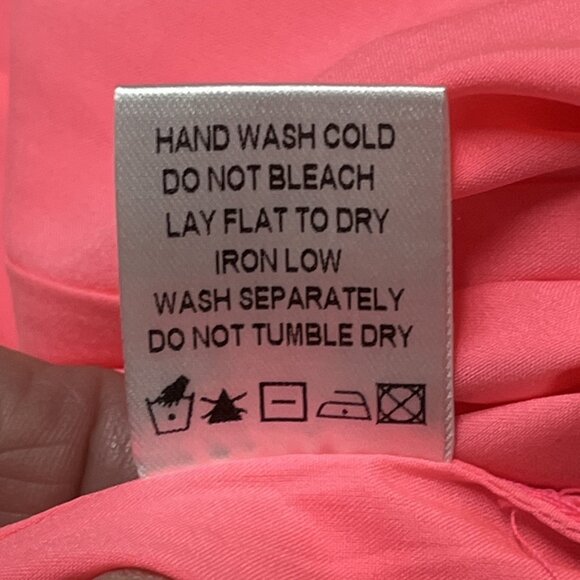 HAND WASH COLD
DO NOT BLEACH
LAY FLAT TO DRY
IRON LOW
WASH SEPARATELY
DO NOT TUMBLE DRY